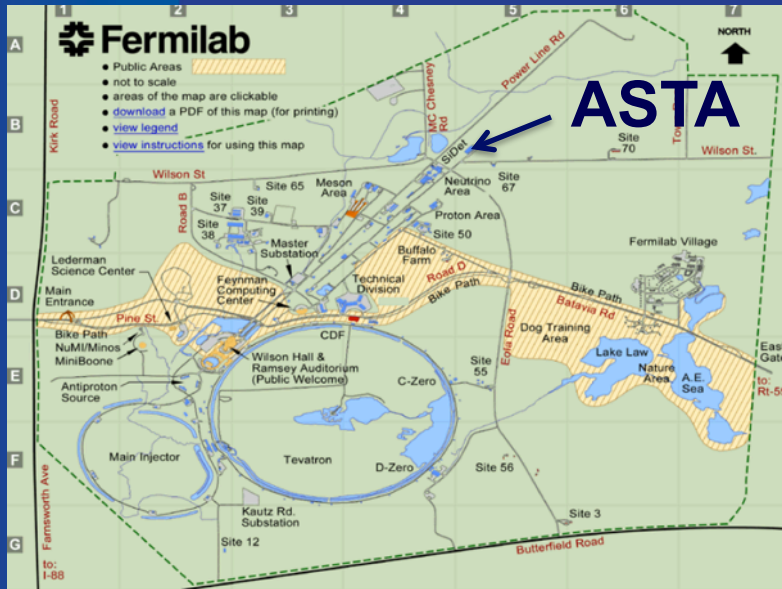 1 2 3 4 5 6 7
A
B
C
D
E
F
G
Fermilab
• Public Areas
• not to scale
• areas of the map are clickable
• download a PDF of this map (for printing)
• view legend
• view instructions for using this map
NORTH
ASTA
Kirk Road
MC Chesney
Rd
Power Line Rd
SiDet
Site
70
Wilson St.
Wilson St
Site 65
Meson
Area
Neutrino
Area
Site
67
Road B
Site
37
Site
39
Site
38
Proton Area
Site 50
Master
Substation
Buffalo
Farm
Fermilab Village
Lederman
Science Center
Feynman
Computing
Center
Technical
Division
Road D
Bike Path
Main
Entrance
Pine St.
CDF
Bike Path
Batavia Rd
Bike Path
NuMI/Minos
MiniBoone
Wilson Hall &
Ramsey Auditorium
(Public Welcome)
Eola Road
Dog Training
Area
Lake Law
Nature
Area
A.E.
Sea
East
Gate
to:
Antiproton
Source
C-Zero
Site
55
Main Injector
Tevatron
D-Zero
Site 56
Farnsworth Ave
Kautz Rd.
Substation
Site 3
Site 12
Butterfield Road
to:
I-88